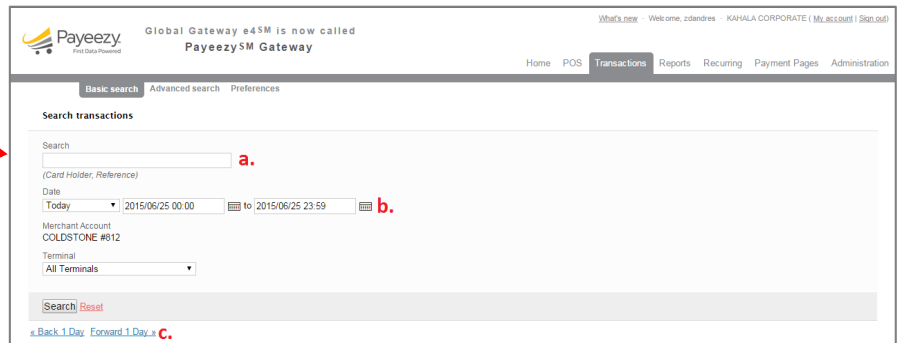 What's new · Welcome, zdandres · KAHALA CORPORATE ( My account | Sign out)
Payeezy.
First Data Powered
Global Gateway e4SM is now called
PayeezySM Gateway
Home POS Transactions Reports Recurring Payment Pages Administration
Basic search Advanced search Preferences
Search transactions
Search
a.
(Card Holder, Reference)
Date
Today 2015/06/25 00:00 to 2015/06/25 23:59 b.
Merchant Account
COLDSTONE #812
Terminal
All Terminals
Search Reset
« Back 1 Day Forward 1 Day » c.